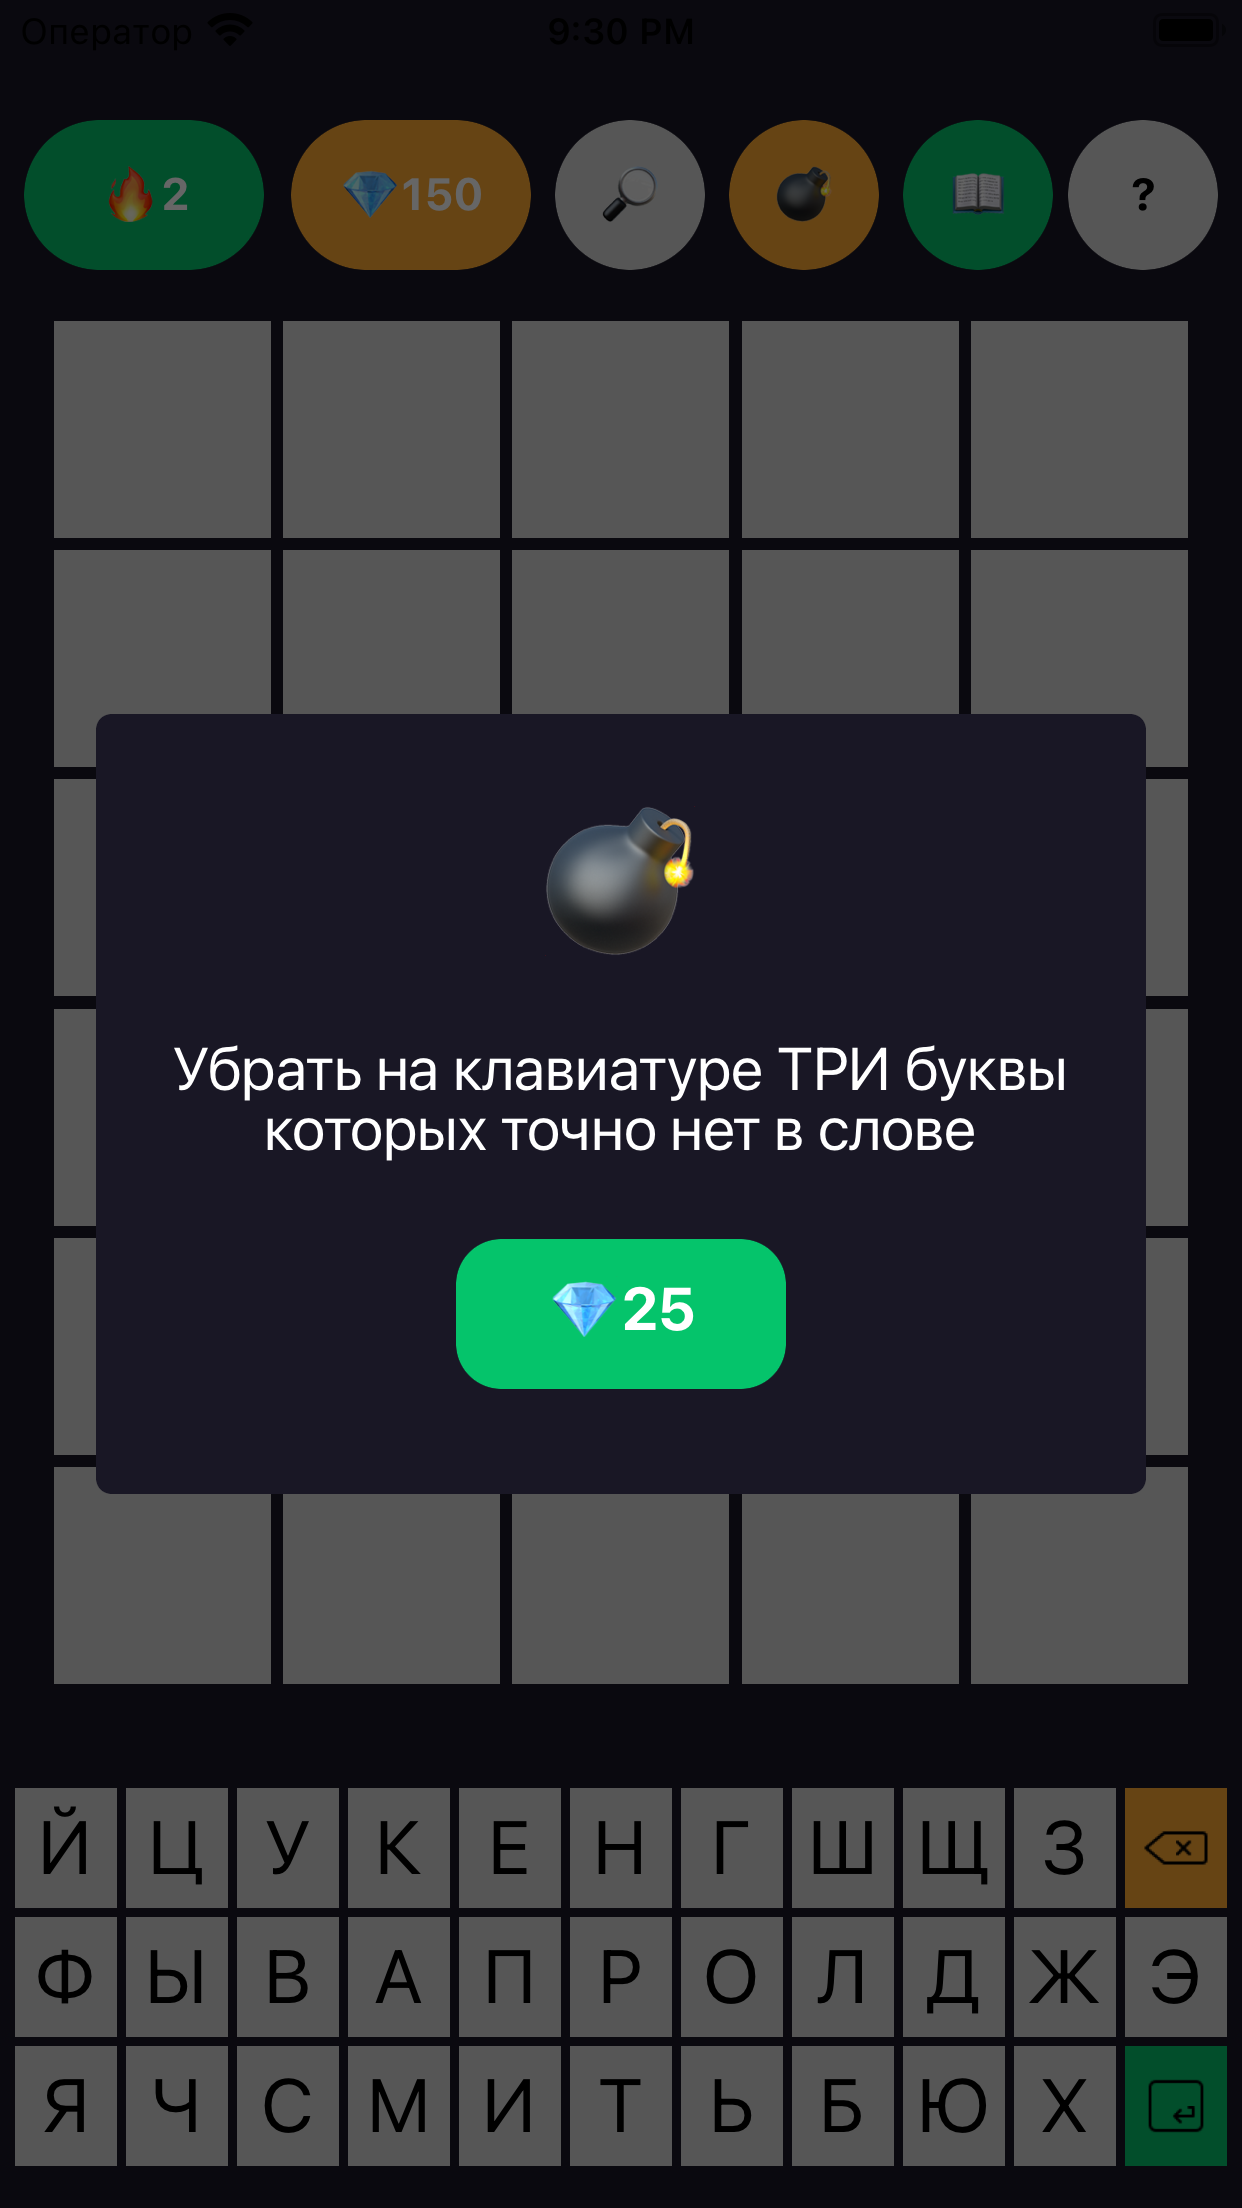 Оператор 9:30 PM
2 150 ?
Убрать на клавиатуре ТРИ буквы
которых точно нет в слове
25
Й Ц У К Е Н Г Ш Щ З
Ф Ы В А П Р О Л Д Ж Э
Я Ч С М И Т Ь Б Ю Х